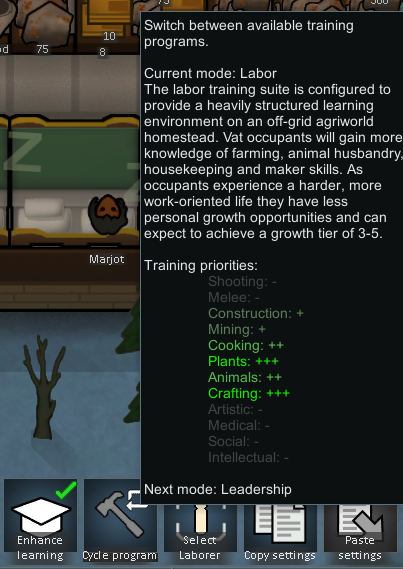 75
10
8
75
Switch between available training
programs.
Current mode: Labor
The labor training suite is configured to
provide a heavily structured learning
environment on an off-grid agriworld
homestead. Vat occupants will gain more
knowledge of farming, animal husbandry,
housekeeping and maker skills. As
occupants experience a harder, more
work-oriented life they have less
personal growth opportunities and can
expect to achieve a growth tier of 3-5.
Training priorities:
Shooting: -
Melee: -
Construction: +
Mining: +
Cooking: ++
Plants: +++
Animals: ++
Crafting: +++
Artistic: -
Medical: -
Social: -
Intellectual: -
Next mode: Leadership
Z
Marjot
Enhance
learning
Cycle program
Select
Laborer
Copy settings
Paste
settings